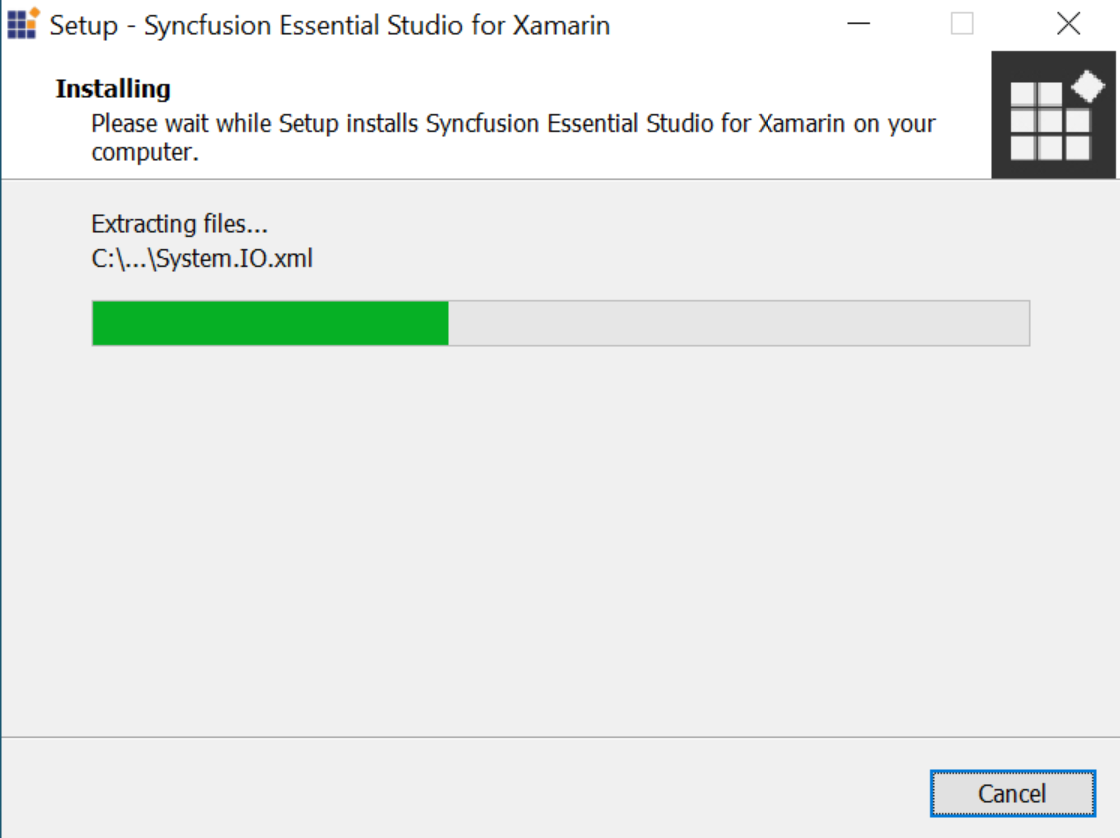 Setup - Syncfusion Essential Studio for Xamarin
Installing
Please wait while Setup installs Syncfusion Essential Studio for Xamarin on your
computer.
Extracting files...
C:\...\System.IO.xml
Cancel